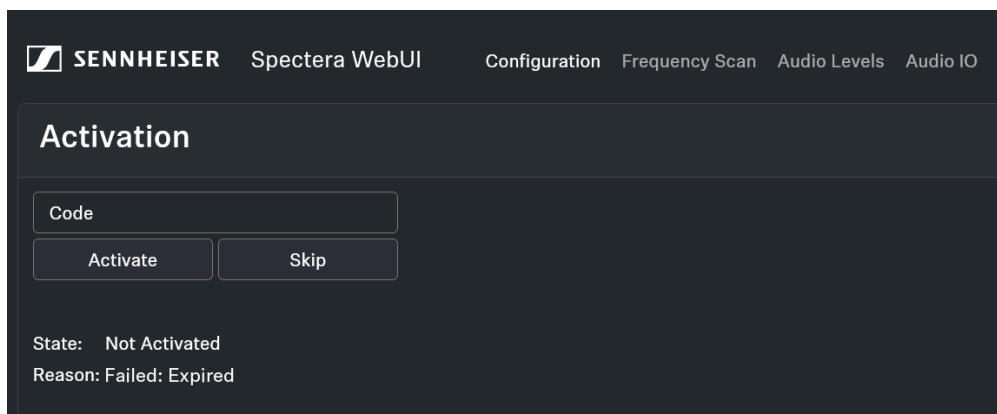 SENNHEISER Spectera WebUI Configuration Frequency Scan Audio Levels Audio IO
Activation
Code
Activate Skip
State: Not Activated
Reason: Failed: Expired